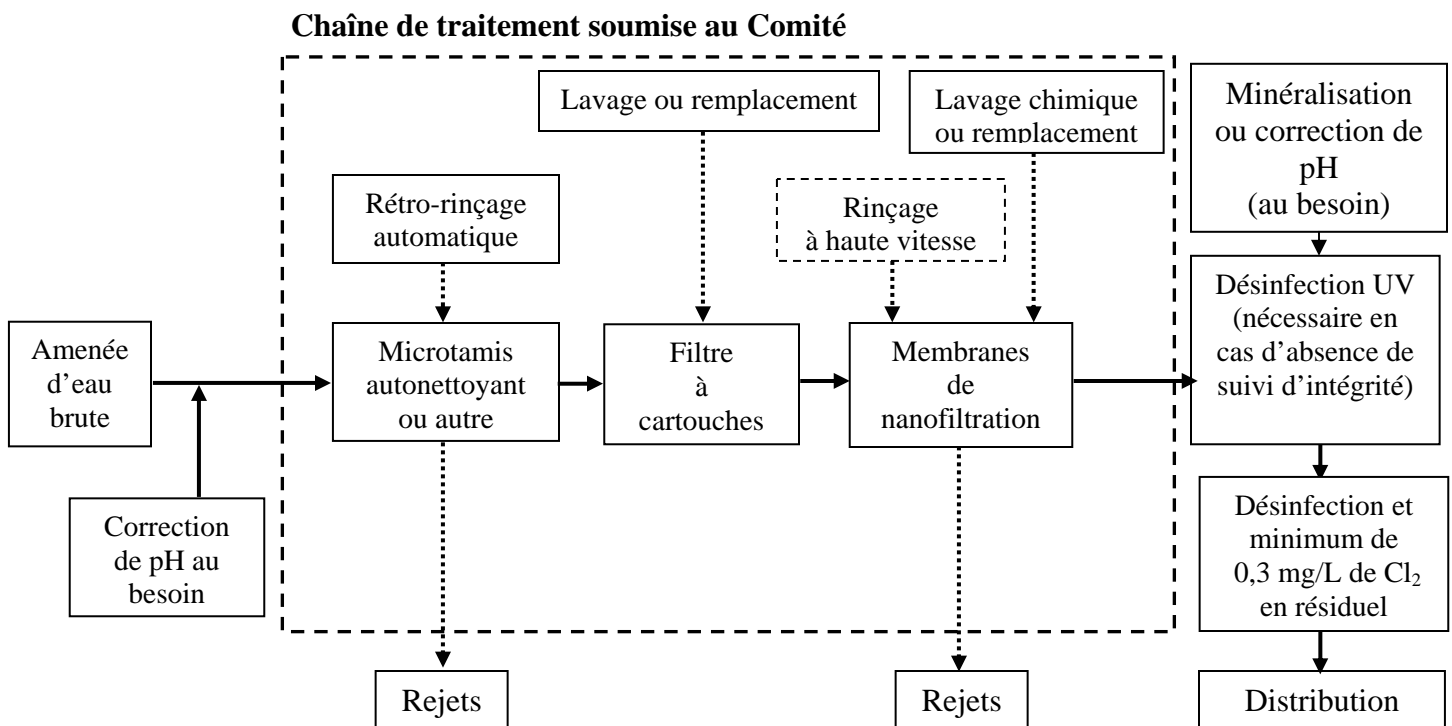 Chaîne de traitement soumise au Comité
Lavage ou remplacement
Lavage chimique
ou remplacement
Minéralisation
ou correction de
pH
(au besoin)
Rétro-rinçage
automatique
Rinçage
à haute vitesse
Amenée
d’eau
brute
Microtamis
autonettoyant
ou autre
Filtre
à
cartouches
Membranes
de
nanofiltration
Désinfection UV
(nécessaire en
cas d’absence de
suivi d’intégrité)
Correction
de pH au
besoin
Désinfection et
minimum de
0,3 mg/L de Cl₂
en résiduel
Rejets
Rejets
Distribution